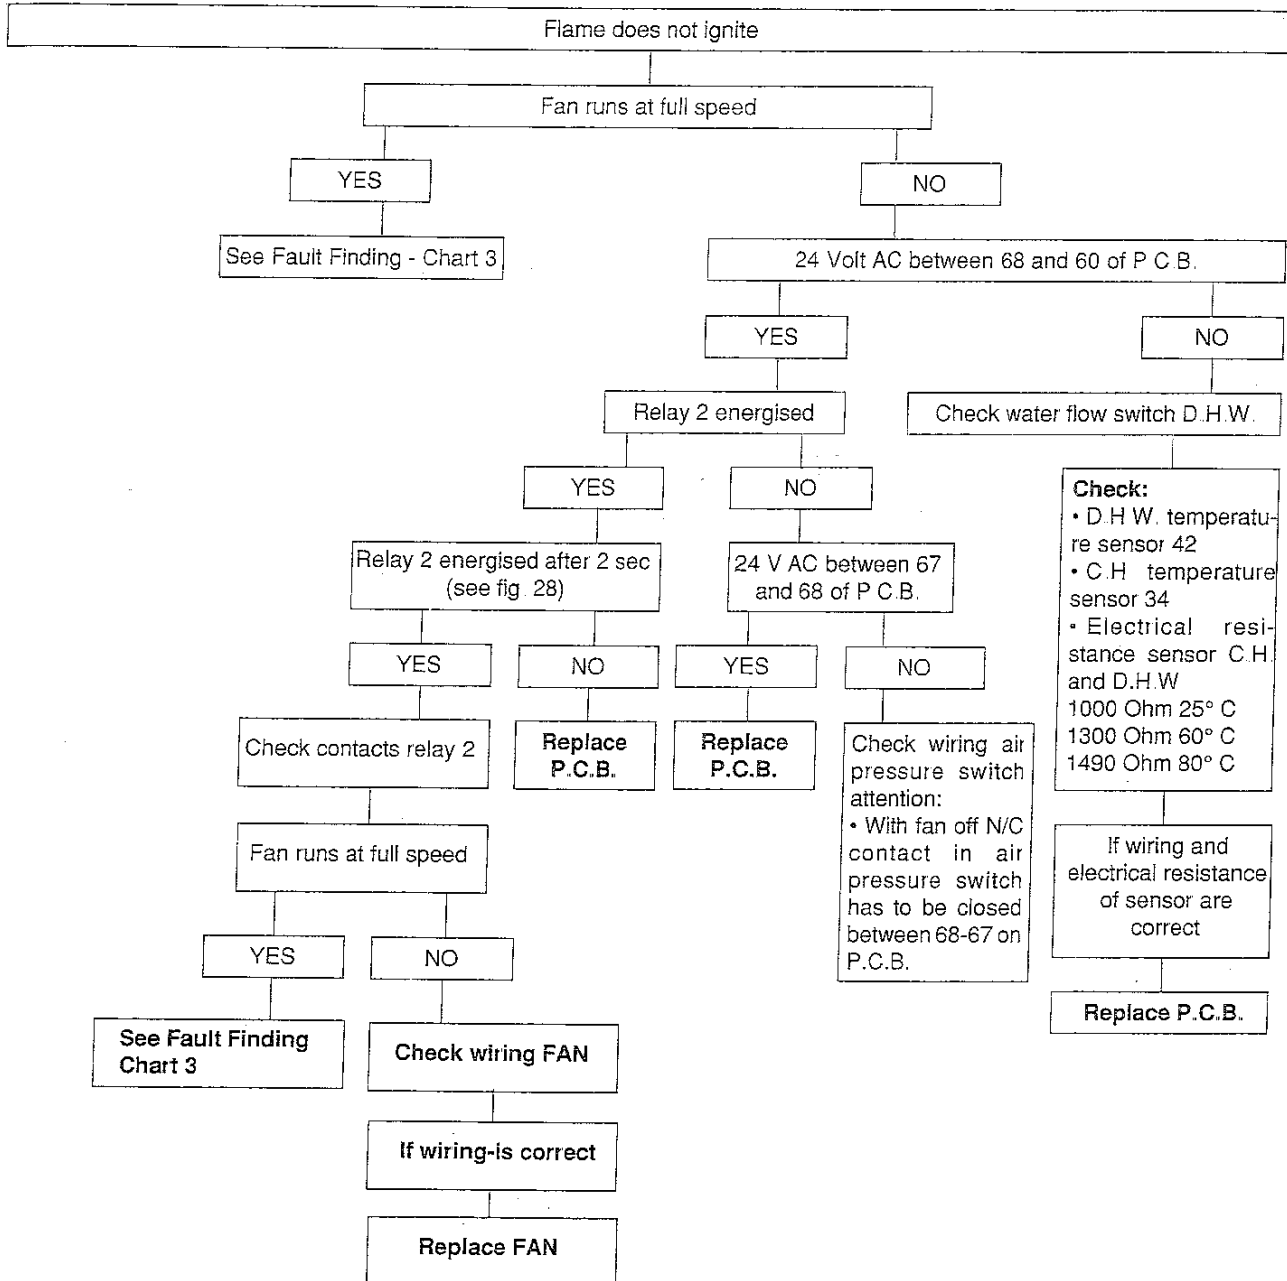 Flame does not ignite
Fan runs at full speed
YES
NO
See Fault Finding - Chart 3
24 Volt AC between 68 and 60 of P C.B.
YES
NO
Relay 2 energised
Check water flow switch D.H.W.
YES
NO
Check:
• D.H W. temperatu-
re sensor 42
• C.H temperature
sensor 34
• Electrical resi-
stance sensor C.H.
and D.H.W
1000 Ohm 25° C
1300 Ohm 60° C
1490 Ohm 80° C
Relay 2 energised after 2 sec
(see fig. 28)
24 V AC between 67
and 68 of P C.B.
YES
NO
YES
NO
Check contacts relay 2
Replace
P.C.B.
Replace
P.C.B.
Check wiring air
pressure switch
attention:
• With fan off N/C
contact in air
pressure switch
has to be closed
between 68-67 on
P.C.B.
Fan runs at full speed
If wiring and
electrical resistance
of sensor are
correct
YES
NO
Replace P.C.B.
See Fault Finding
Chart 3
Check wiring FAN
If wiring-is correct
Replace FAN